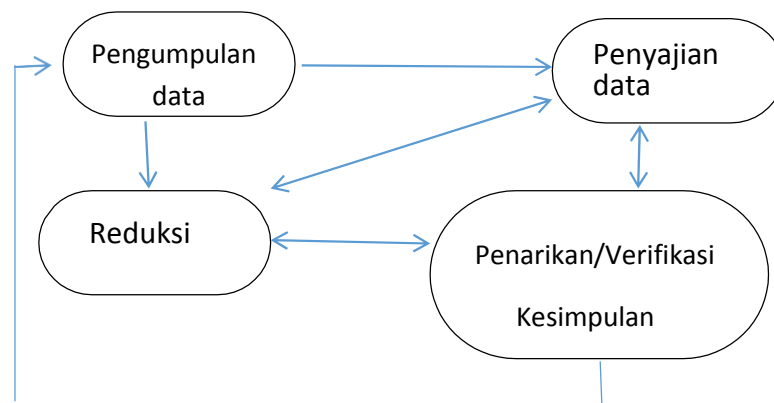 Pengumpulan
data
Penyajian
data
Reduksi
Penarikan/Verifikasi
Kesimpulan